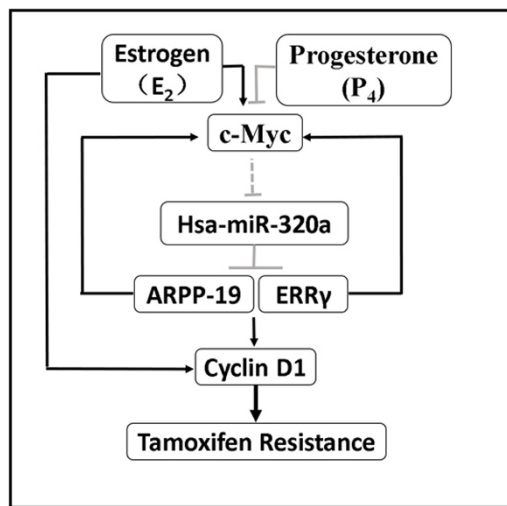 Estrogen
（E₂）
Progesterone
(P₄)
c-Myc
Hsa-miR-320a
ARPP-19
ERRγ
Cyclin D1
Tamoxifen Resistance